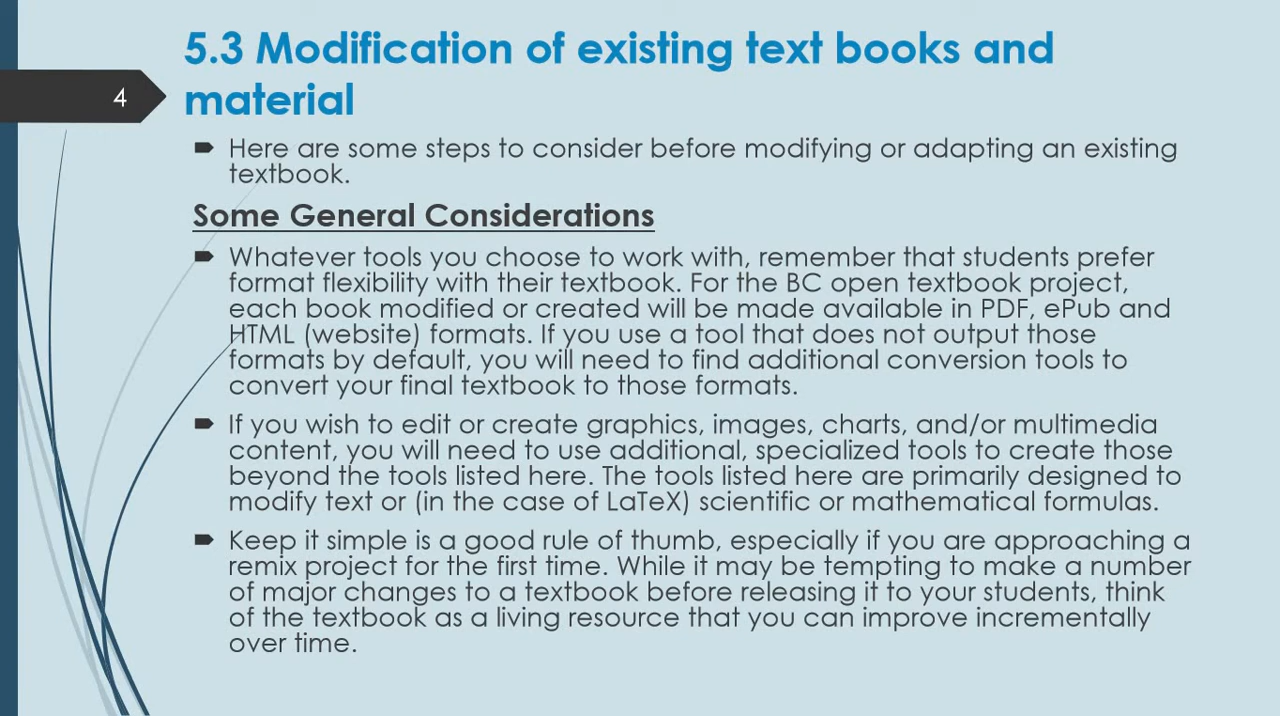 5.3 Modification of existing text books and
material
4
Here are some steps to consider before modifying or adapting an existing
textbook.
Some General Considerations
Whatever tools you choose to work with, remember that students prefer
format flexibility with their textbook. For the BC open textbook project,
each book modified or created will be made available in PDF, ePub and
HTML (website) formats. If you use a tool that does not output those
formats by default, you will need to find additional conversion tools to
convert your final textbook to those formats.
If you wish to edit or create graphics, images, charts, and/or multimedia
content, you will need to use additional, specialized tools to create those
beyond the tools listed here. The tools listed here are primarily designed to
modify text or (in the case of LaTeX) scientific or mathematical formulas.
Keep it simple is a good rule of thumb, especially if you are approaching a
remix project for the first time. While it may be tempting to make a number
of major changes to a textbook before releasing it to your students, think
of the textbook as a living resource that you can improve incrementally
over time.